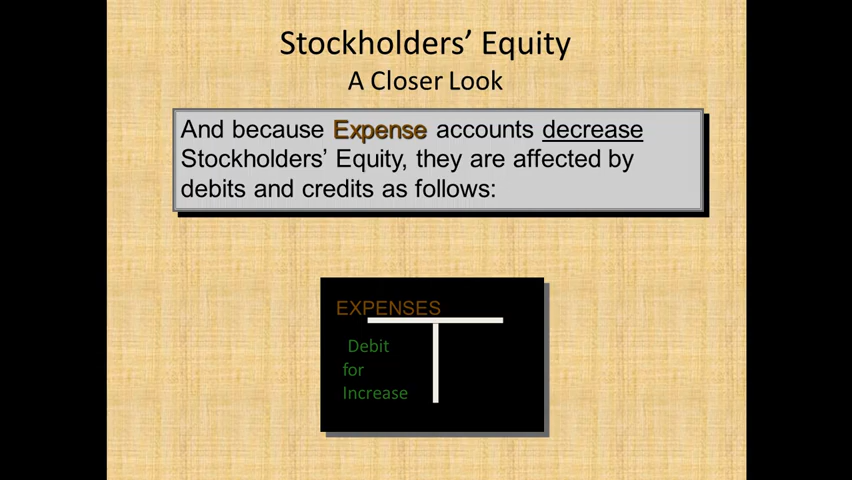 Stockholders’ Equity
A Closer Look
And because Expense accounts decrease
Stockholders’ Equity, they are affected by
debits and credits as follows:
EXPENSES
Debit
for
Increase